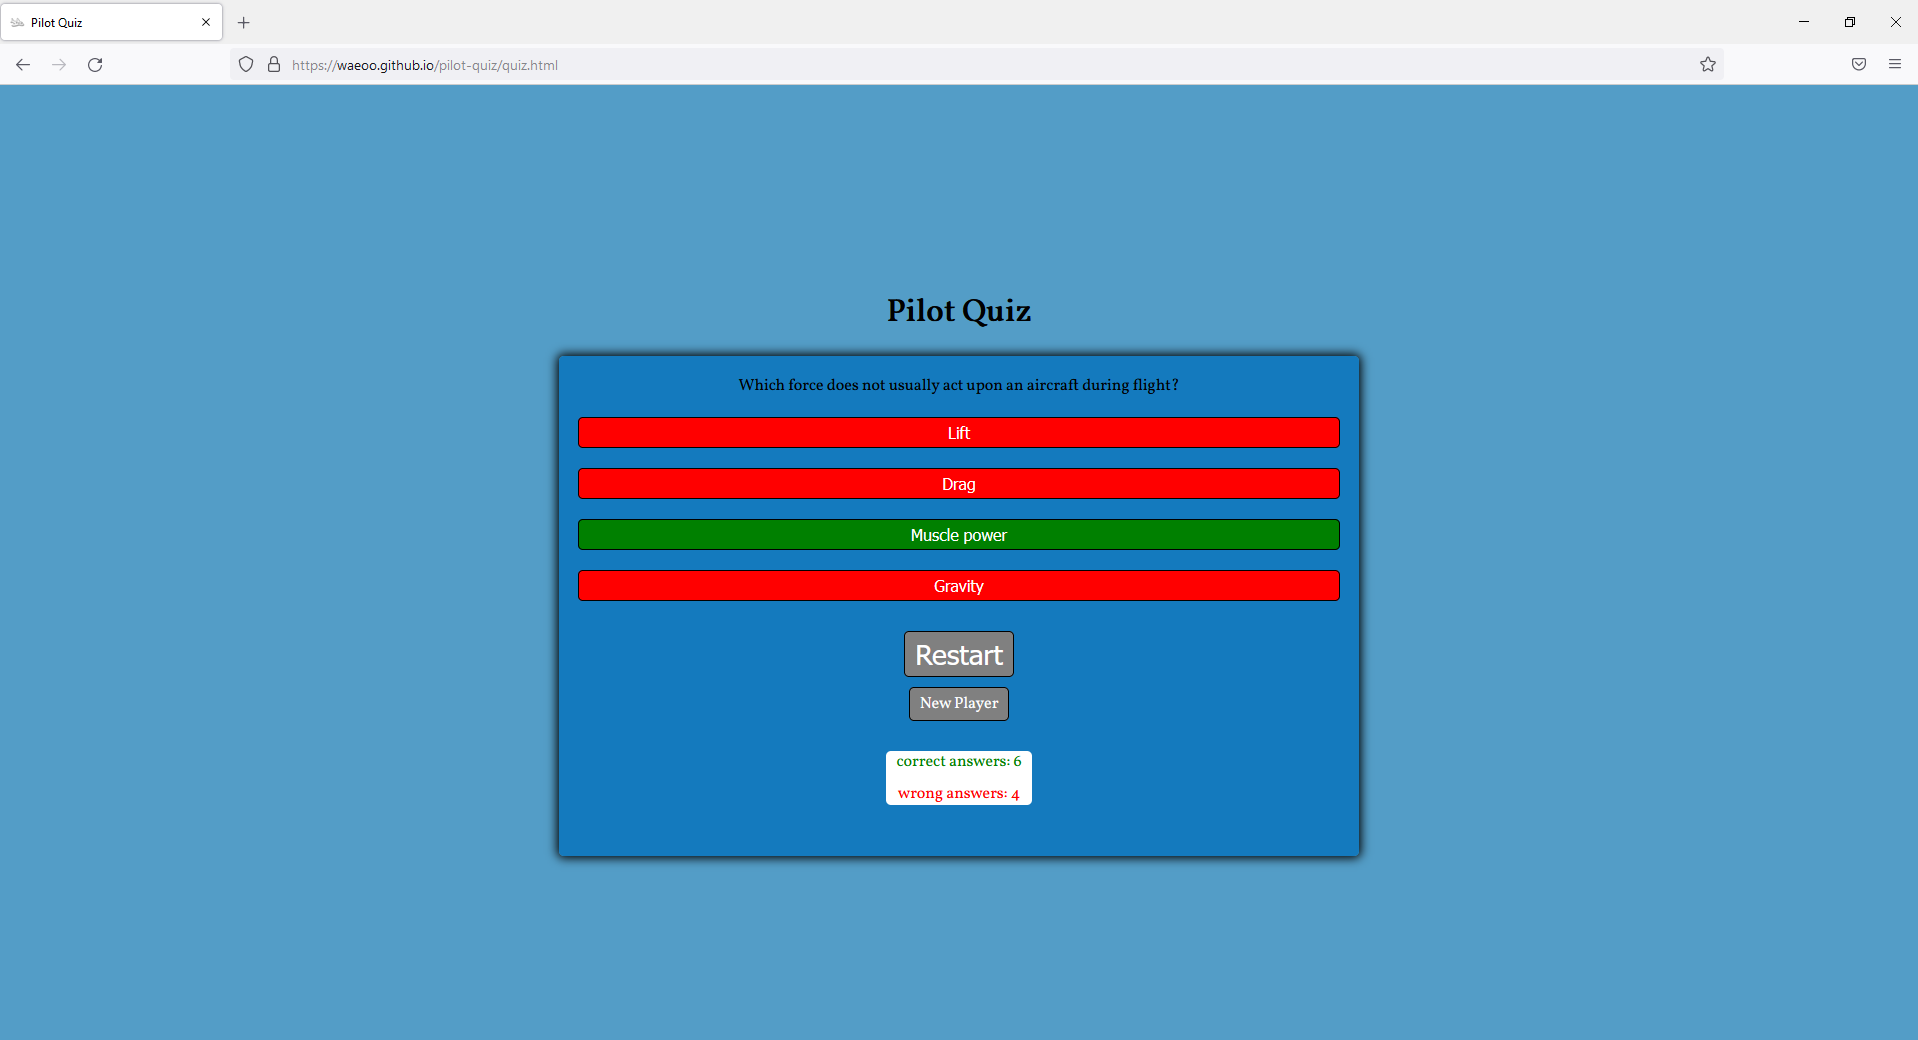 Pilot Quiz
https://waeoo.github.io/pilot-quiz/quiz.html
Pilot Quiz
Which force does not usually act upon an aircraft during flight?
Lift
Drag
Muscle power
Gravity
Restart
New Player
correct answers: 6
wrong answers: 4